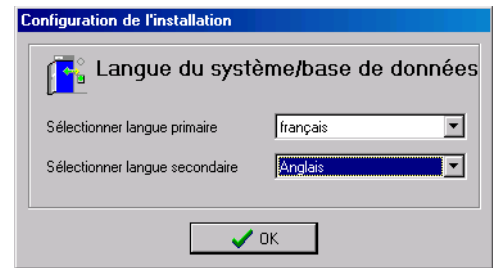 Configuration de l'installation
Langue du système/base de données
Sélectionner langue primaire français
Sélectionner langue secondaire Anglais
OK